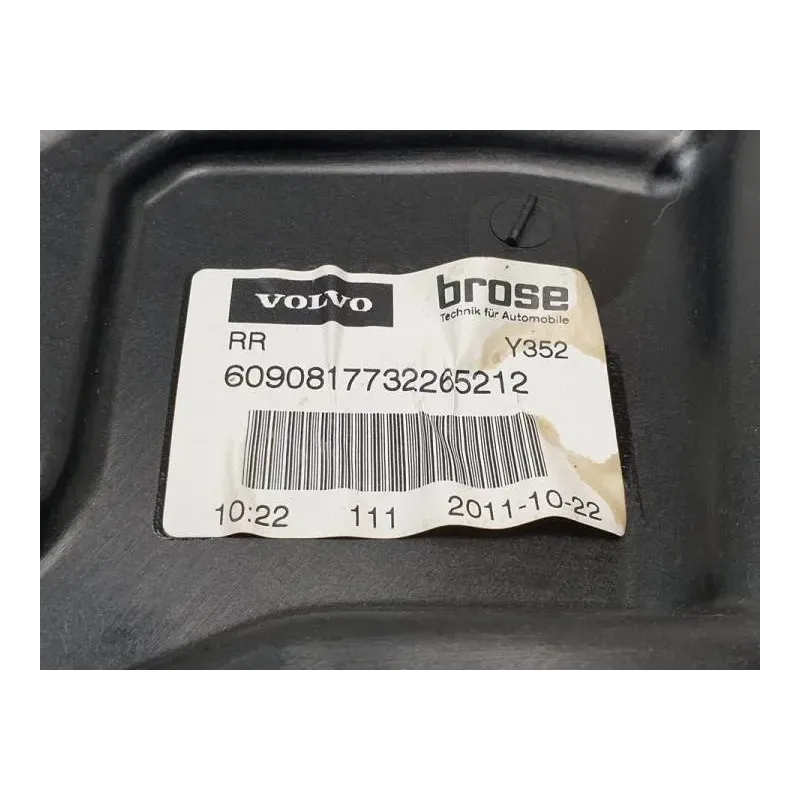 VOLVO brose
Technik für Automobile
RR Y352
6090817732265212
10:22 111 2011-10-22